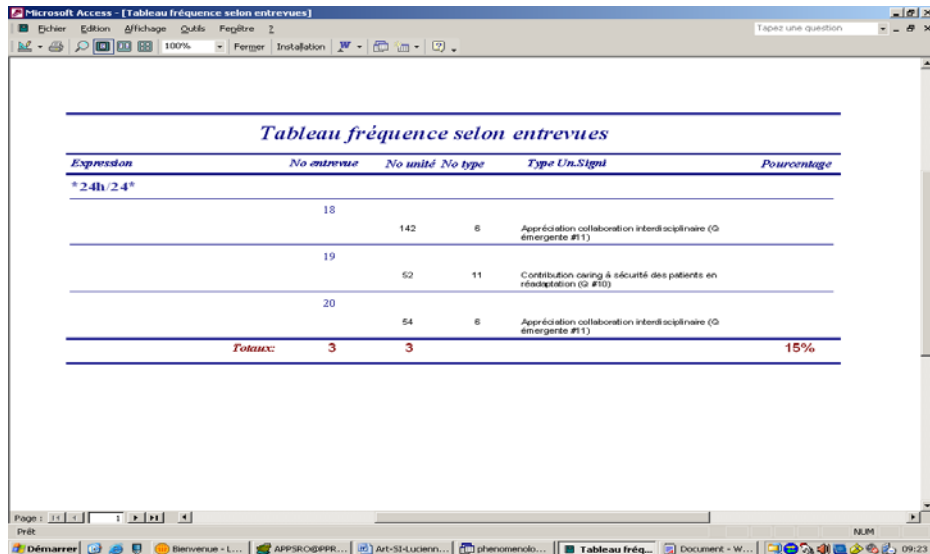 Microsoft Access - [Tableau fréquence selon entrevues]
Fichier Edition Affichage Outils Fenêtre ? Tapez une question
100% Fermer Installation
Tableau fréquence selon entrevues
Expression No entrevue No unité No type Type Un.Signi Pourcentage
*24h/24*
18
142 6 Appréciation collaboration interdisciplinaire (Q
émergente #11)
19
52 11 Contribution caring à sécurité des patients en
réadaptation (Q #10)
20
54 6 Appréciation collaboration interdisciplinaire (Q
émergente #11)
Totaux: 3 3 15%
Page : 1
Prêt NUM
Démarrer Bienvenue - L... APPSRO@PPR... Art-SI-Lucienn... phenomenolo... Tableau fréq... Document - W... 09:23